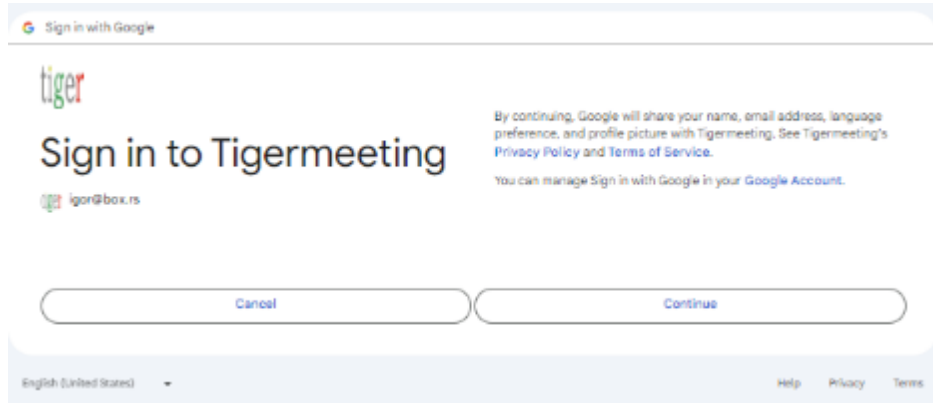 Sign in with Google
tiger
Sign in to Tigermeeting
igor@box.rs
By continuing, Google will share your name, email address, language
preference, and profile picture with Tigermeeting. See Tigermeeting's
Privacy Policy and Terms of Service.
You can manage Sign in with Google in your Google Account.
Cancel
Continue
English (United States)
Help Privacy Terms